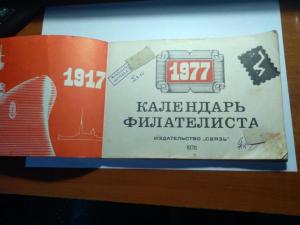 1917
1977
КАЛЕНДАРЬ
ФИЛАТЕЛИСТА
ИЗДАТЕЛЬСТВО „СВЯЗЬ"
1976